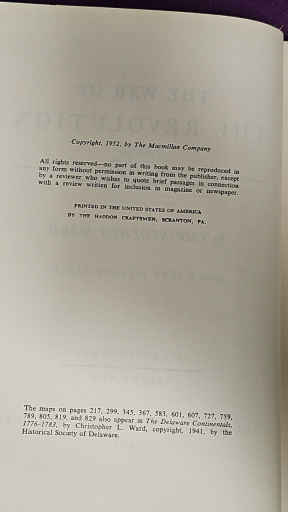 Copyright, 1952, by The Macmillan Company
All rights reserved—no part of this book may be reproduced in
any form without permission in writing from the publisher, except
by a reviewer who wishes to quote brief passages in connection
with a review written for inclusion in magazine or newspaper.
PRINTED IN THE UNITED STATES OF AMERICA
BY THE HADDON CRAFTSMEN, SCRANTON, PA.
The maps on pages 217, 299, 345, 367, 583, 601, 607, 727, 739,
789, 805, 819, and 829 also appear in The Delaware Continentals,
1776-1783, by Christopher L. Ward, copyright, 1941, by the
Historical Society of Delaware.